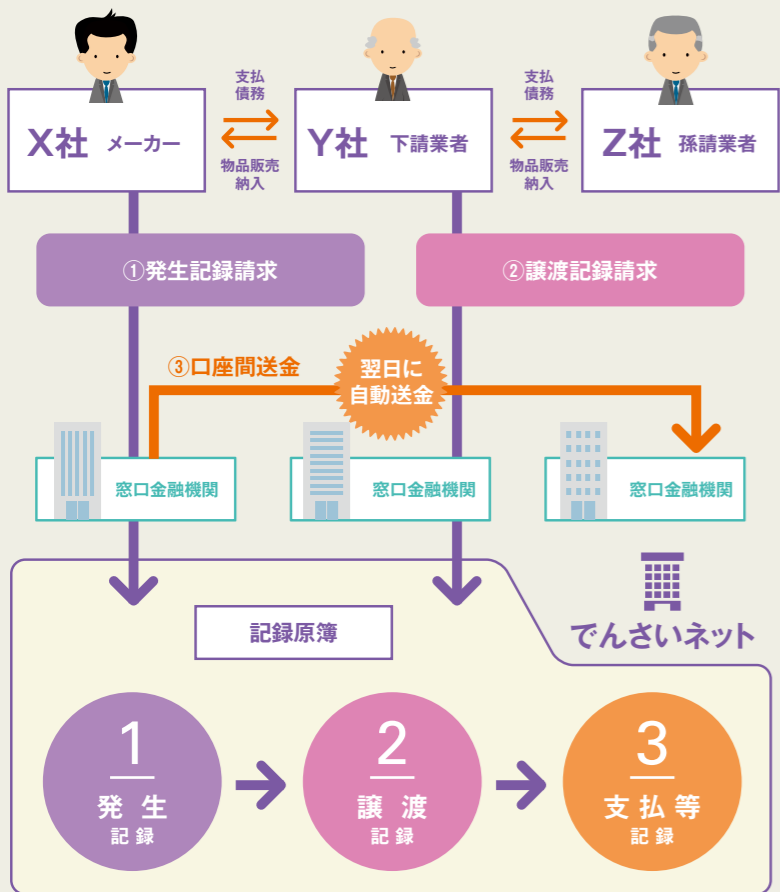 支払
債務
支払
債務
X社 メーカー
Y社 下請業者
Z社 孫請業者
物品販売
納入
物品販売
納入
①発生記録請求
②譲渡記録請求
③口座間送金
翌日に
自動送金
窓口金融機関
窓口金融機関
窓口金融機関
でんさいネット
記録原簿
1
発生
記録
2
譲渡
記録
3
支払等
記録